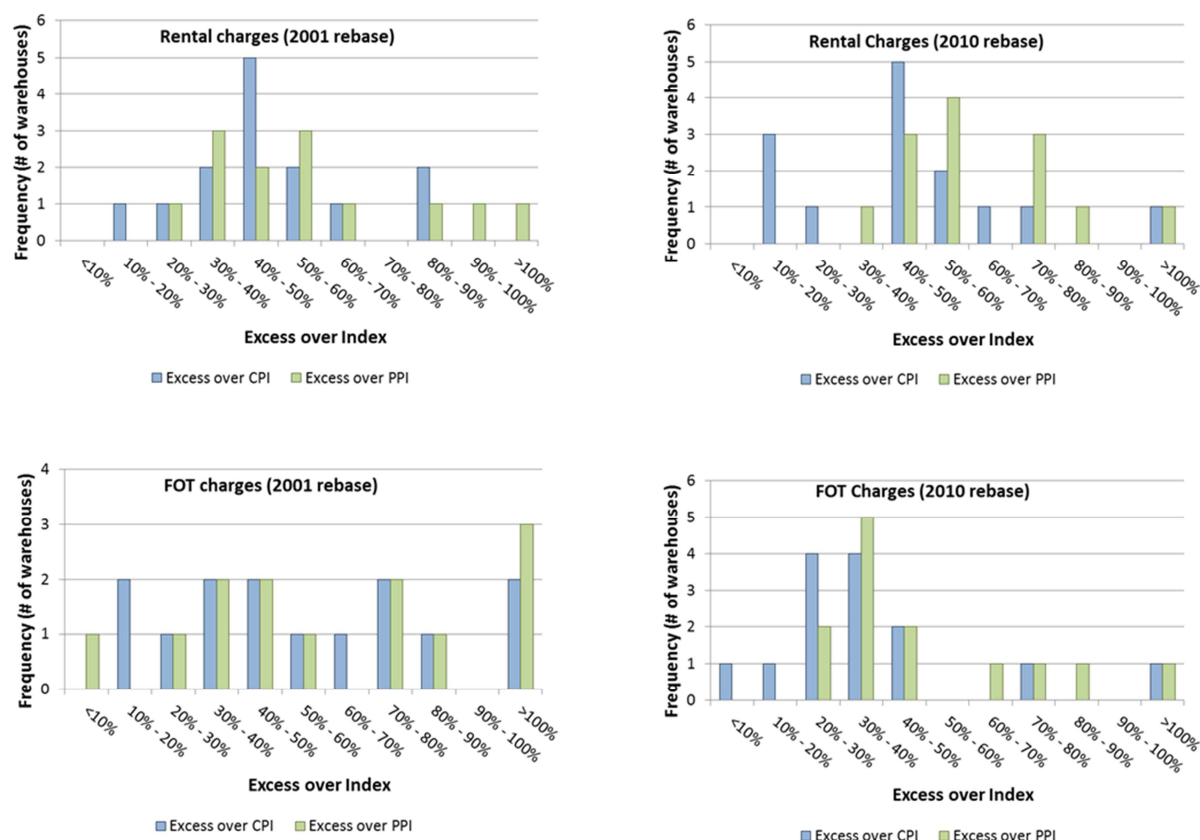 Rental charges (2001 rebase)
Frequency (# of warehouses)
6
5
4
3
2
1
0
<10%
10% - 20%
20% - 30%
30% - 40%
40% - 50%
50% - 60%
60% - 70%
70% - 80%
80% - 90%
90% - 100%
>100%
Excess over Index
Excess over CPI Excess over PPI
Rental Charges (2010 rebase)
Frequency (# of warehouses)
6
5
4
3
2
1
0
<10%
10% - 20%
20% - 30%
30% - 40%
40% - 50%
50% - 60%
60% - 70%
70% - 80%
80% - 90%
90% - 100%
>100%
Excess over Index
Excess over CPI Excess over PPI
FOT charges (2001 rebase)
Frequency (# of warehouses)
4
3
2
1
0
<10%
10% - 20%
20% - 30%
30% - 40%
40% - 50%
50% - 60%
60% - 70%
70% - 80%
80% - 90%
90% - 100%
>100%
Excess over Index
Excess over CPI Excess over PPI
FOT Charges (2010 rebase)
Frequency (# of warehouses)
6
5
4
3
2
1
0
<10%
10% - 20%
20% - 30%
30% - 40%
40% - 50%
50% - 60%
60% - 70%
70% - 80%
80% - 90%
90% - 100%
>100%
Excess over Index
Excess over CPI Excess over PPI